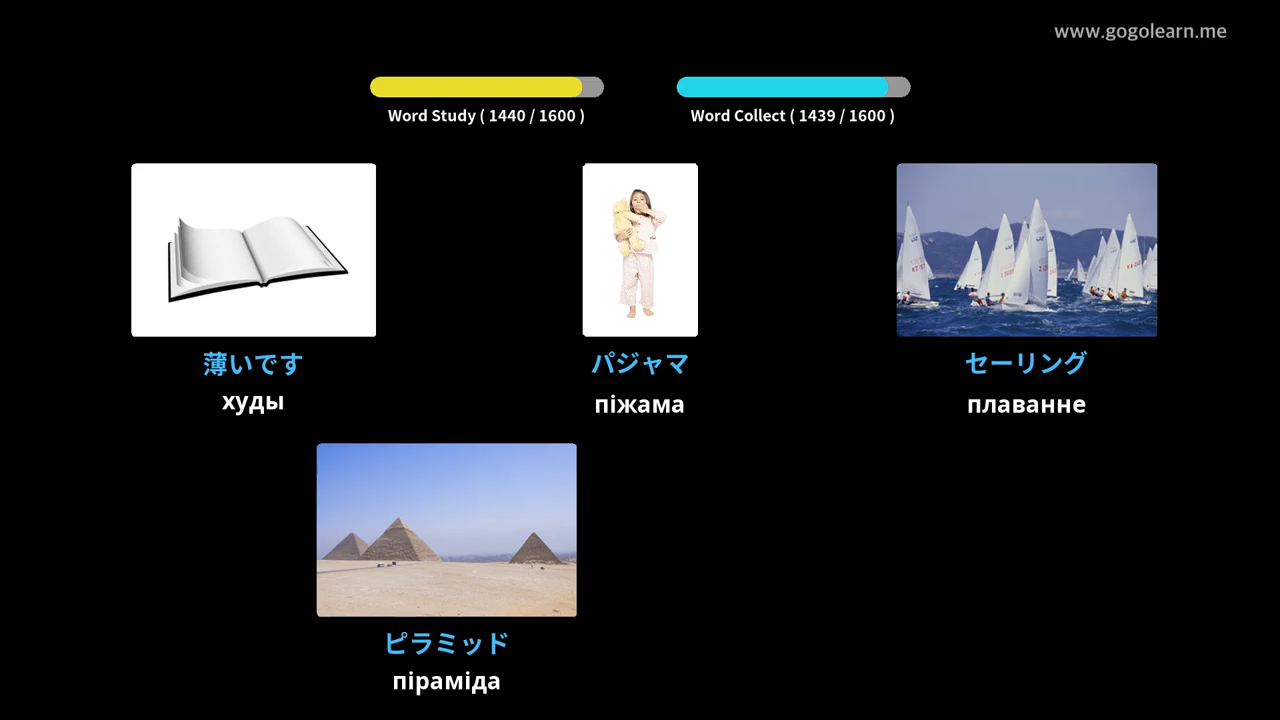 www.gogolearn.me
Word Study ( 1440 / 1600 )
Word Collect ( 1439 / 1600 )
薄いです
худы
パジャマ
піжама
セーリング
плаванне
ピラミッド
піраміда